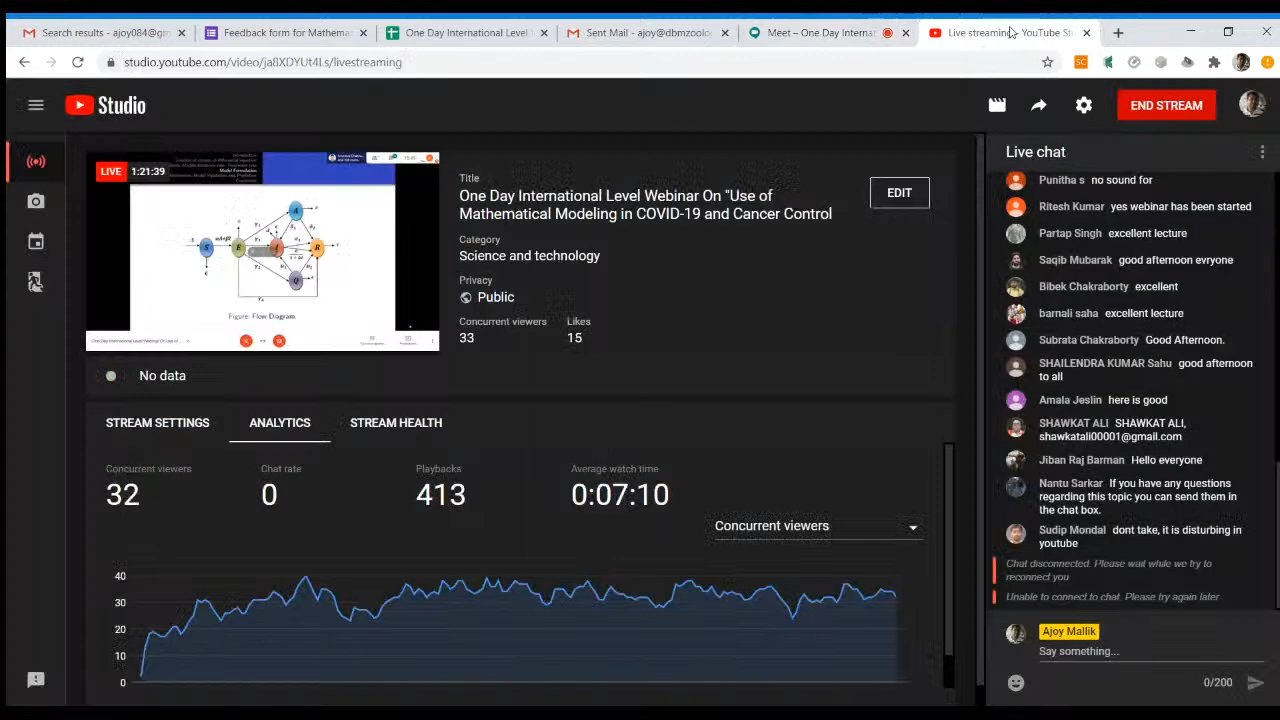 Search results - ajoy084@gm
Feedback form for Mathema
One Day International Level
Sent Mail - ajoy@dbmzoolo
Meet – One Day Internat
Live streaming YouTube St
studio.youtube.com/video/ja8XDYUt4Ls/livestreaming
SC
Studio
END STREAM
LIVE 1:21:39
Model Formulation
S
E
A
R
Q
Figure: Flow Diagram
Title
One Day International Level Webinar On "Use of
Mathematical Modeling in COVID-19 and Cancer Control
EDIT
Category
Science and technology
Privacy
Public
Concurrent viewers Likes
33 15
No data
STREAM SETTINGS ANALYTICS STREAM HEALTH
Concurrent viewers Chat rate Playbacks Average watch time
32 0 413 0:07:10
Concurrent viewers
40
30
20
10
0
Live chat
Punitha s no sound for
Ritesh Kumar yes webinar has been started
Partap Singh excellent lecture
Saqib Mubarak good afternoon evryone
Bibek Chakraborty excellent
barnali saha excellent lecture
Subrata Chakraborty Good Afternoon.
SHAILENDRA KUMAR Sahu good afternoon
to all
Amala Jeslin here is good
SHAWKAT ALI SHAWKAT ALI,
shawkatali00001@gmail.com
Jiban Raj Barman Hello everyone
Nantu Sarkar If you have any questions
regarding this topic you can send them in
the chat box.
Sudip Mondal dont take, it is disturbing in
youtube
Chat disconnected. Please wait while we try to
reconnect you
Unable to connect to chat. Please try again later
Ajoy Mallik
Say something...
0/200